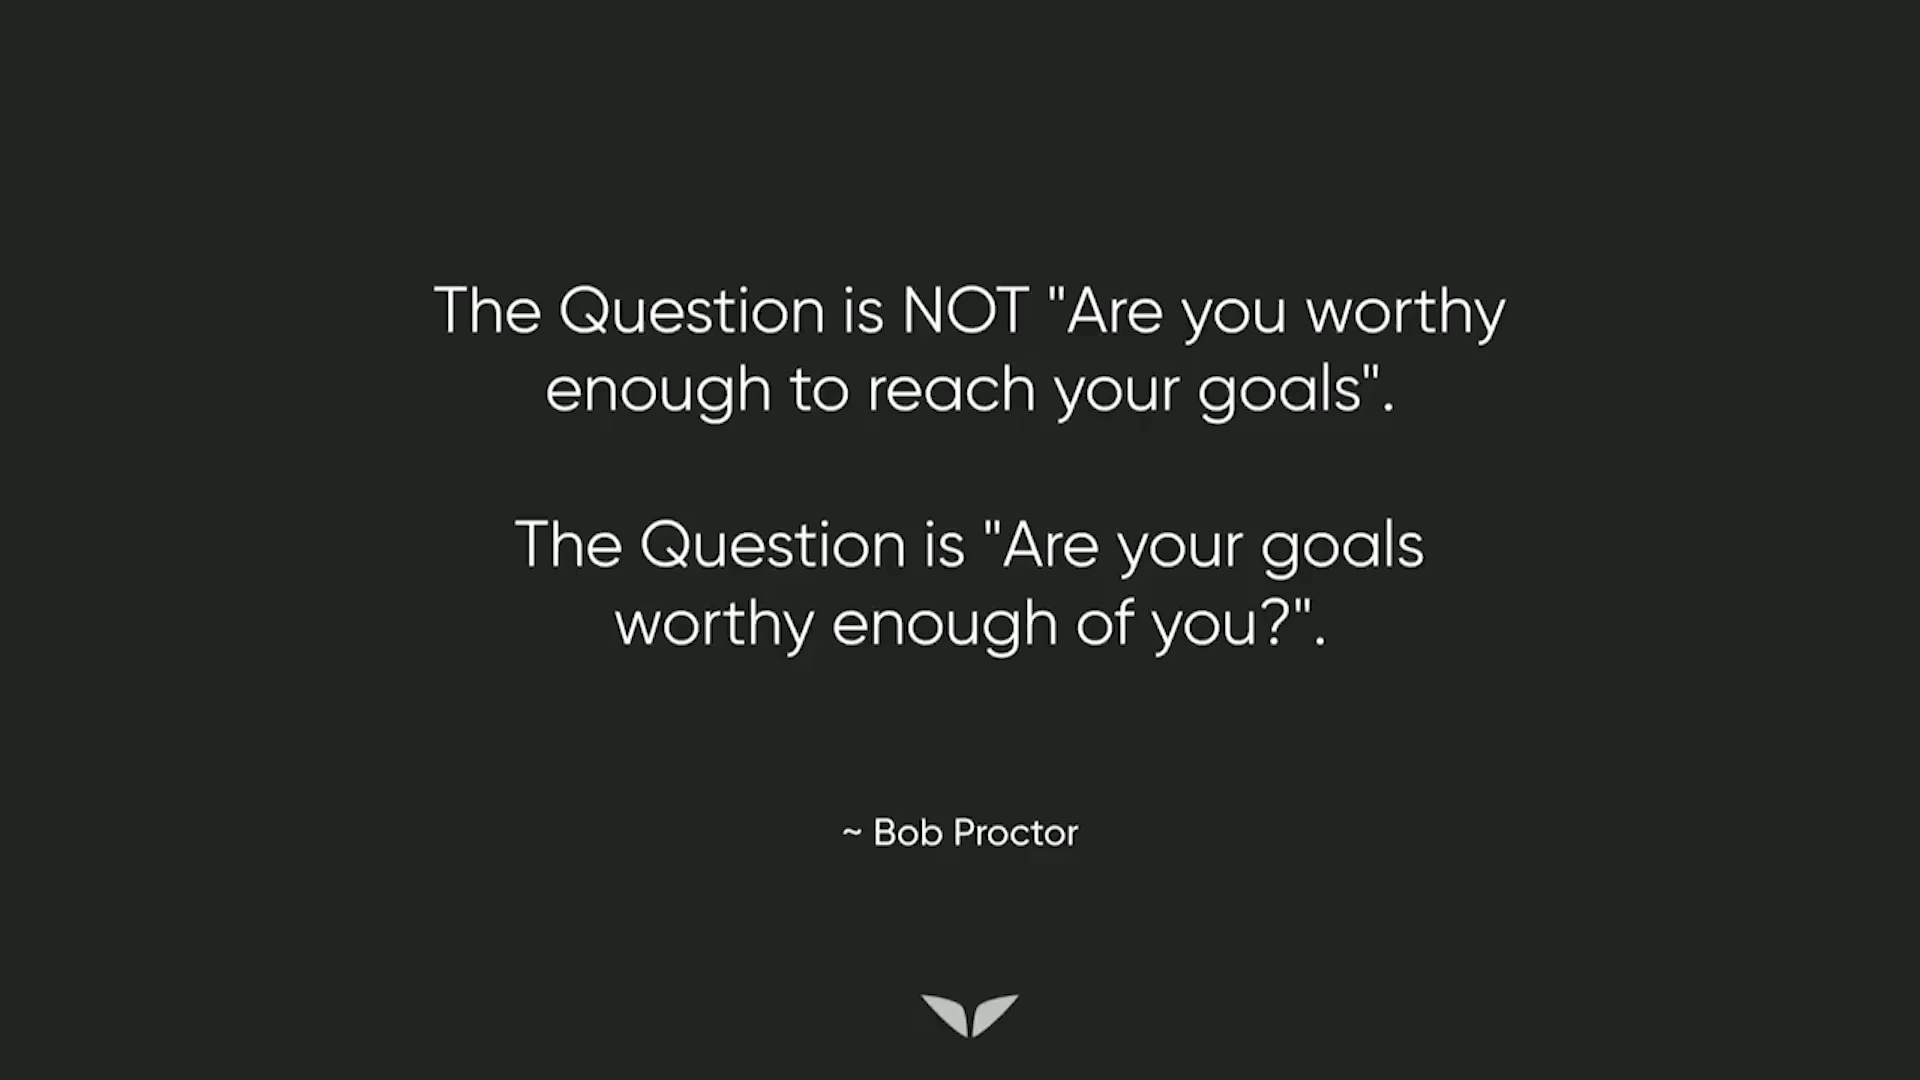 The Question is NOT "Are you worthy
enough to reach your goals".
The Question is "Are your goals
worthy enough of you?".
~ Bob Proctor